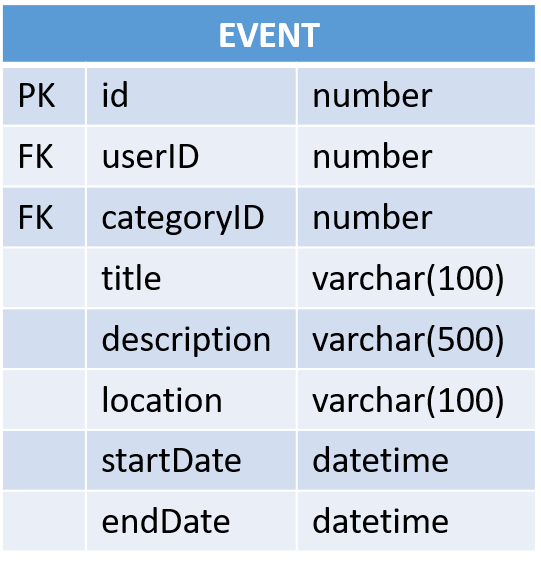 EVENT
PK id number
FK userID number
FK categoryID number
title varchar(100)
description varchar(500)
location varchar(100)
startDate datetime
endDate datetime